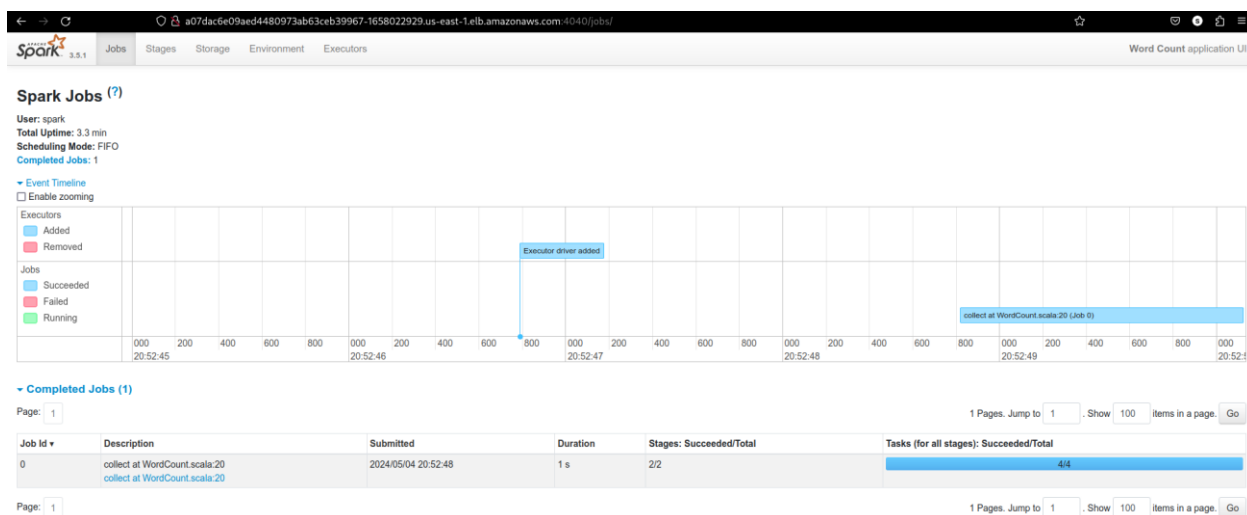 a07dac6e09aed4480973ab63ceb39967-1658022929.us-east-1.elb.amazonaws.com:4040/jobs/
APACHE Spark 3.5.1 Jobs Stages Storage Environment Executors Word Count application UI
Spark Jobs (?)
User: spark
Total Uptime: 3.3 min
Scheduling Mode: FIFO
Completed Jobs: 1
Event Timeline
Enable zooming
Executors
Added
Removed
Executor driver added
Jobs
Succeeded
Failed
Running
collect at WordCount.scala:20 (Job 0)
000 200 400 600 800 000 200 400 600 800 000 200 400 600 800 000 200 400 600 800 000 200 400 600 800 000
20:52:45 20:52:46 20:52:47 20:52:48 20:52:49 20:52:
Completed Jobs (1)
Page: 1 1 Pages. Jump to 1 . Show 100 items in a page. Go
Job Id ▾ Description Submitted Duration Stages: Succeeded/Total Tasks (for all stages): Succeeded/Total
0 collect at WordCount.scala:20 2024/05/04 20:52:48 1 s 2/2 4/4
collect at WordCount.scala:20
Page: 1 1 Pages. Jump to 1 . Show 100 items in a page. Go